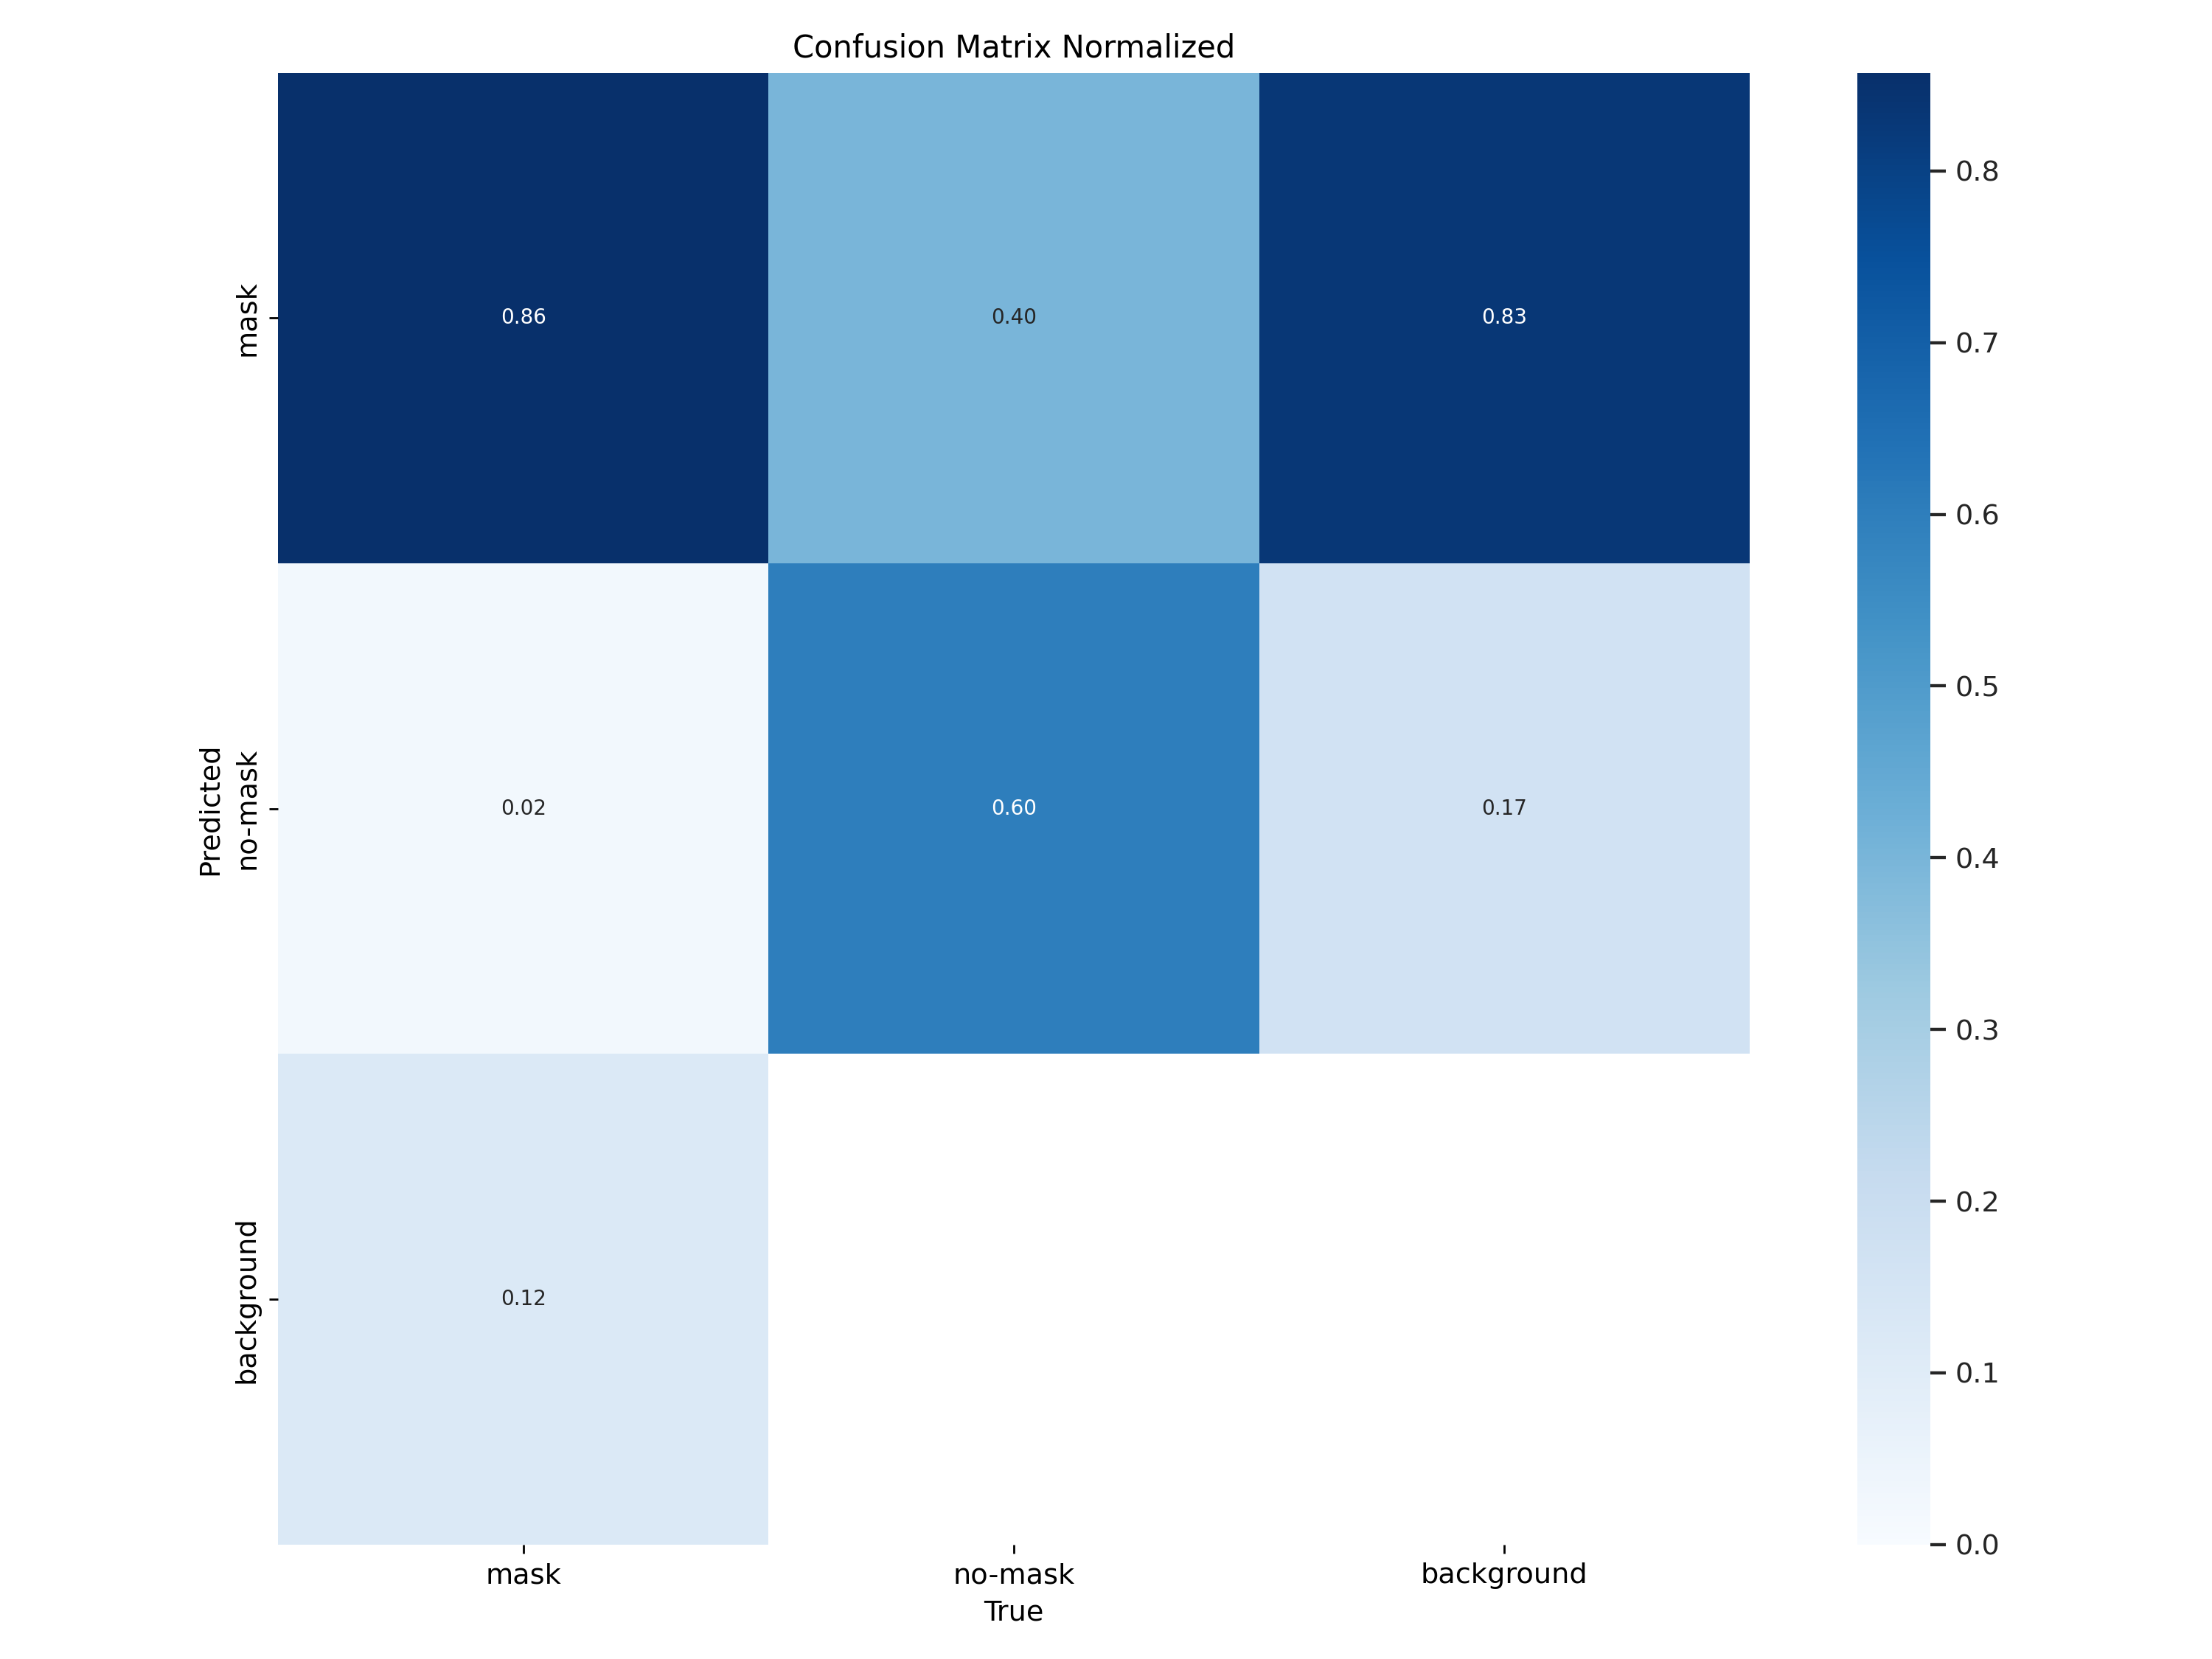 Confusion Matrix Normalized
mask
0.86
0.40
0.83
Predicted
no-mask
0.02
0.60
0.17
background
0.12
mask
no-mask
background
True
0.8
0.7
0.6
0.5
0.4
0.3
0.2
0.1
0.0